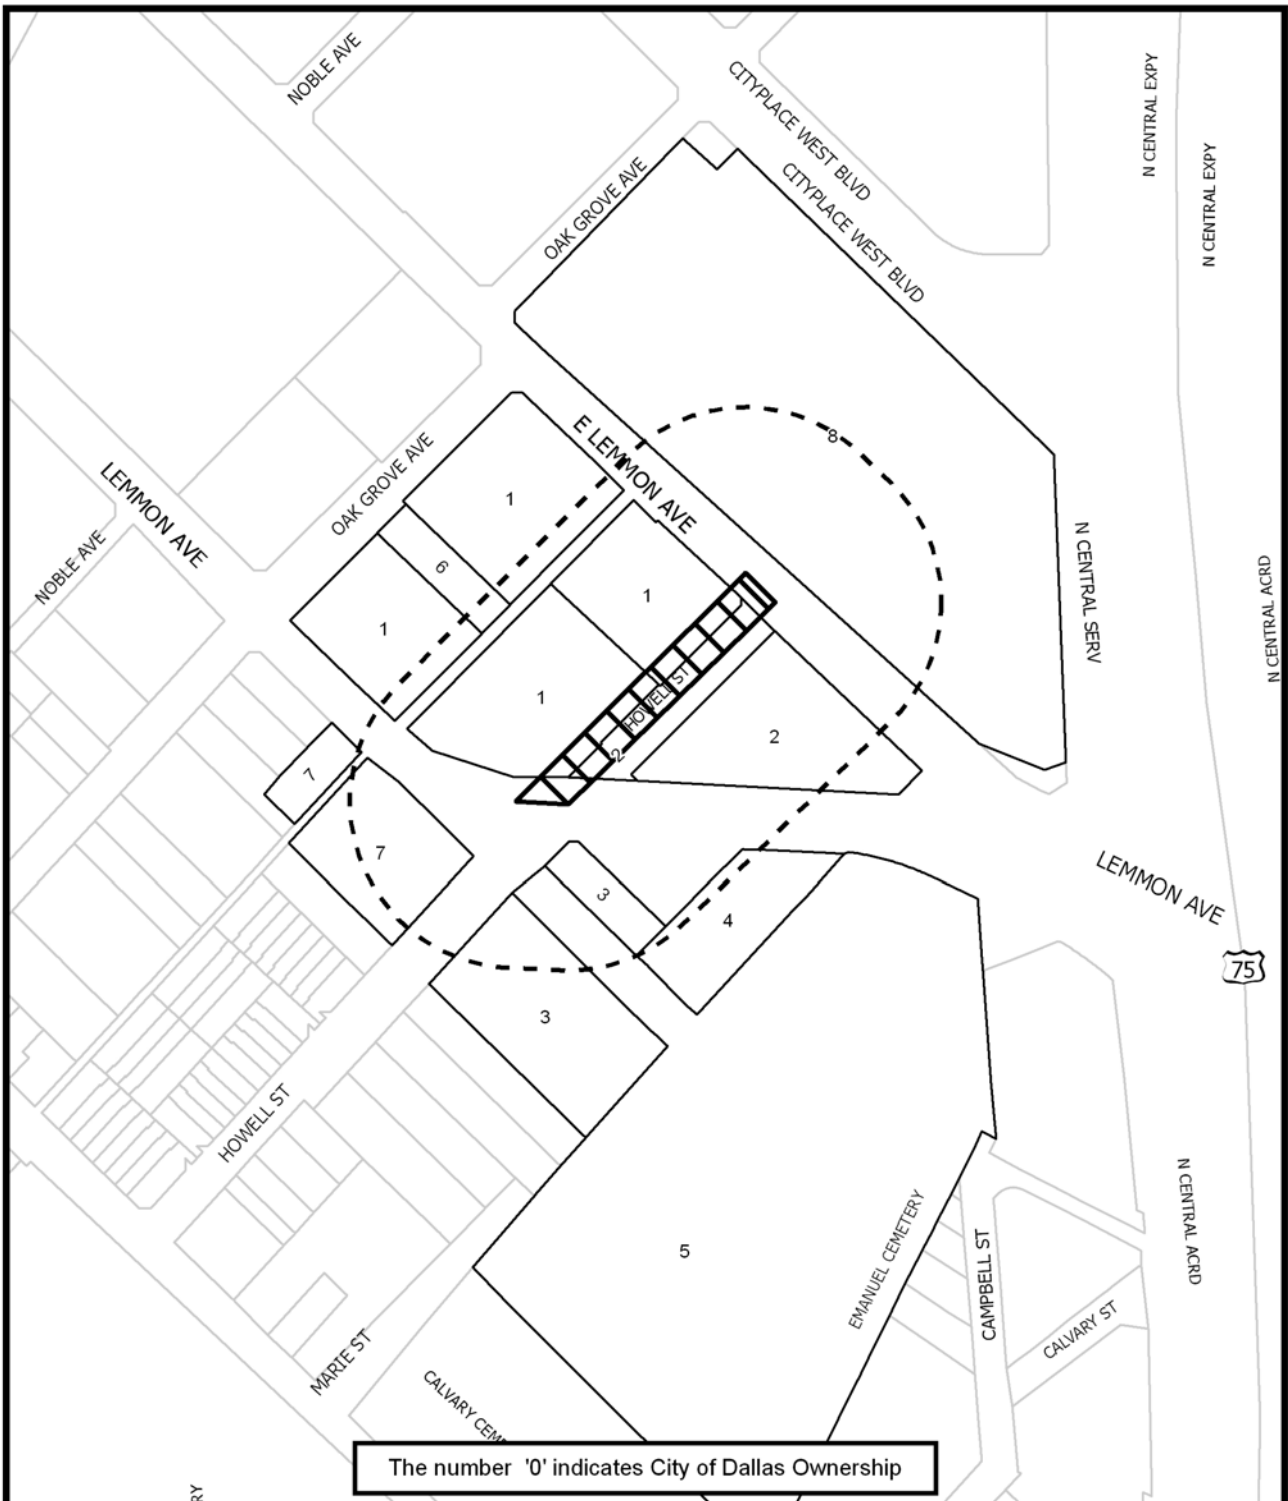 NOBLE AVE
CITYPLACE WEST BLVD
N CENTRAL EXPY
N CENTRAL EXPY
OAK GROVE AVE
CITYPLACE WEST BLVD
8
E LEMMON AVE
OAK GROVE AVE
LEMMON AVE
1
NOBLE AVE
6
1
1
N CENTRAL SERV
N CENTRAL ACRD
1
HOWELL ST
2
2
7
7
3
4
LEMMON AVE
75
3
HOWELL ST
5
EMANUEL CEMETERY
CAMPBELL ST
N CENTRAL ACRD
CALVARY ST
MARIE ST
CALVARY CEM
The number '0' indicates City of Dallas Ownership
RY